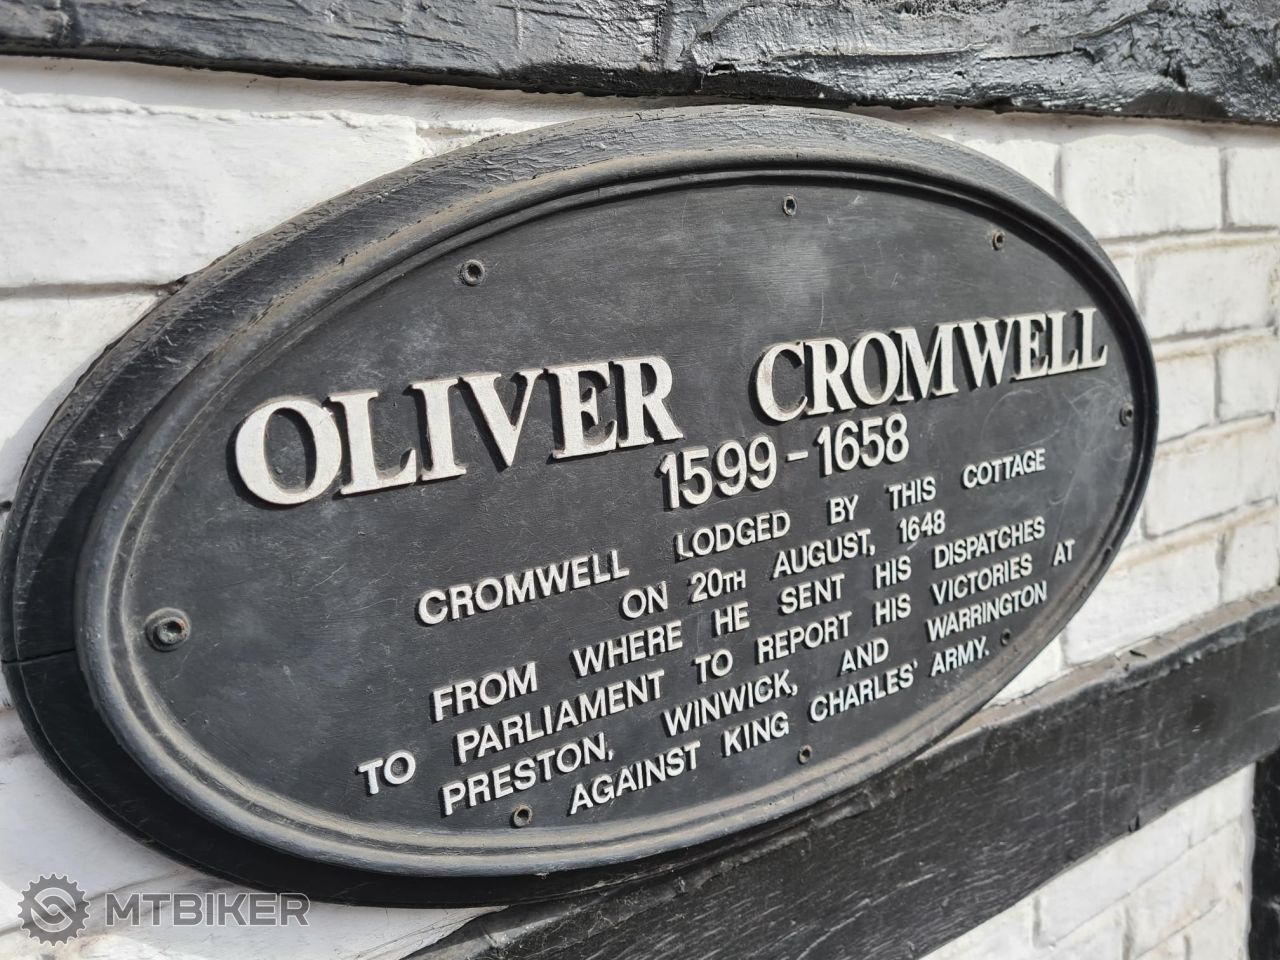 OLIVER CROMWELL
1599-1658
CROMWELL LODGED BY THIS COTTAGE
ON 20TH AUGUST, 1648
FROM WHERE HE SENT HIS DISPATCHES
TO PARLIAMENT TO REPORT HIS VICTORIES AT
PRESTON, WINWICK, AND WARRINGTON
AGAINST KING CHARLES' ARMY.
MTBIKER